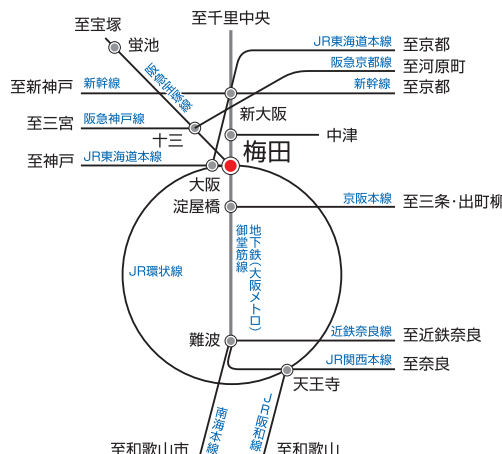 至千里中央
至宝塚
蛍池
JR東海道本線
至京都
阪急宝塚線
阪急京都線
至河原町
至新神戸
新幹線
新幹線
至京都
新大阪
至三宮
阪急神戸線
十三
中津
梅田
至神戸
JR東海道本線
大阪
淀屋橋
京阪本線
至三条・出町柳
地下鉄(大阪メトロ)
御堂筋線
JR環状線
難波
近鉄奈良線
至近鉄奈良
JR関西本線
至奈良
天王寺
南海本線
JR阪和線
至和歌山市
至和歌山